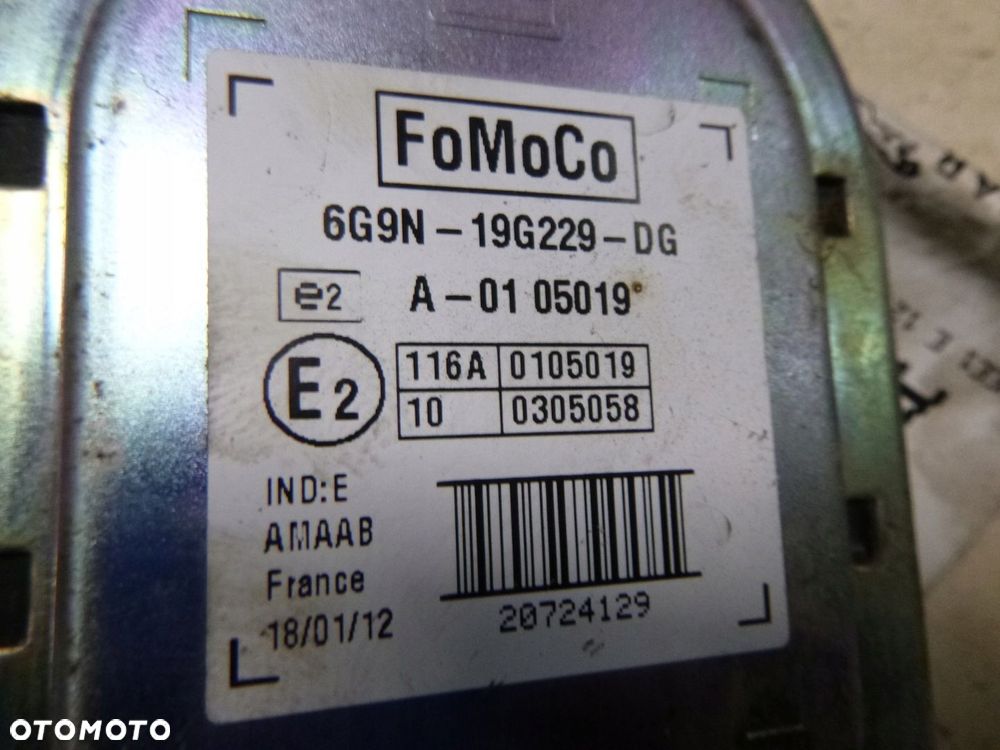 FoMoCo
6G9N-19G229-DG
e2 A-01 05019
E2
116A 0105019
10 0305058
IND:E
AMAAB
France
18/01/12
20724129
OTOMOTO